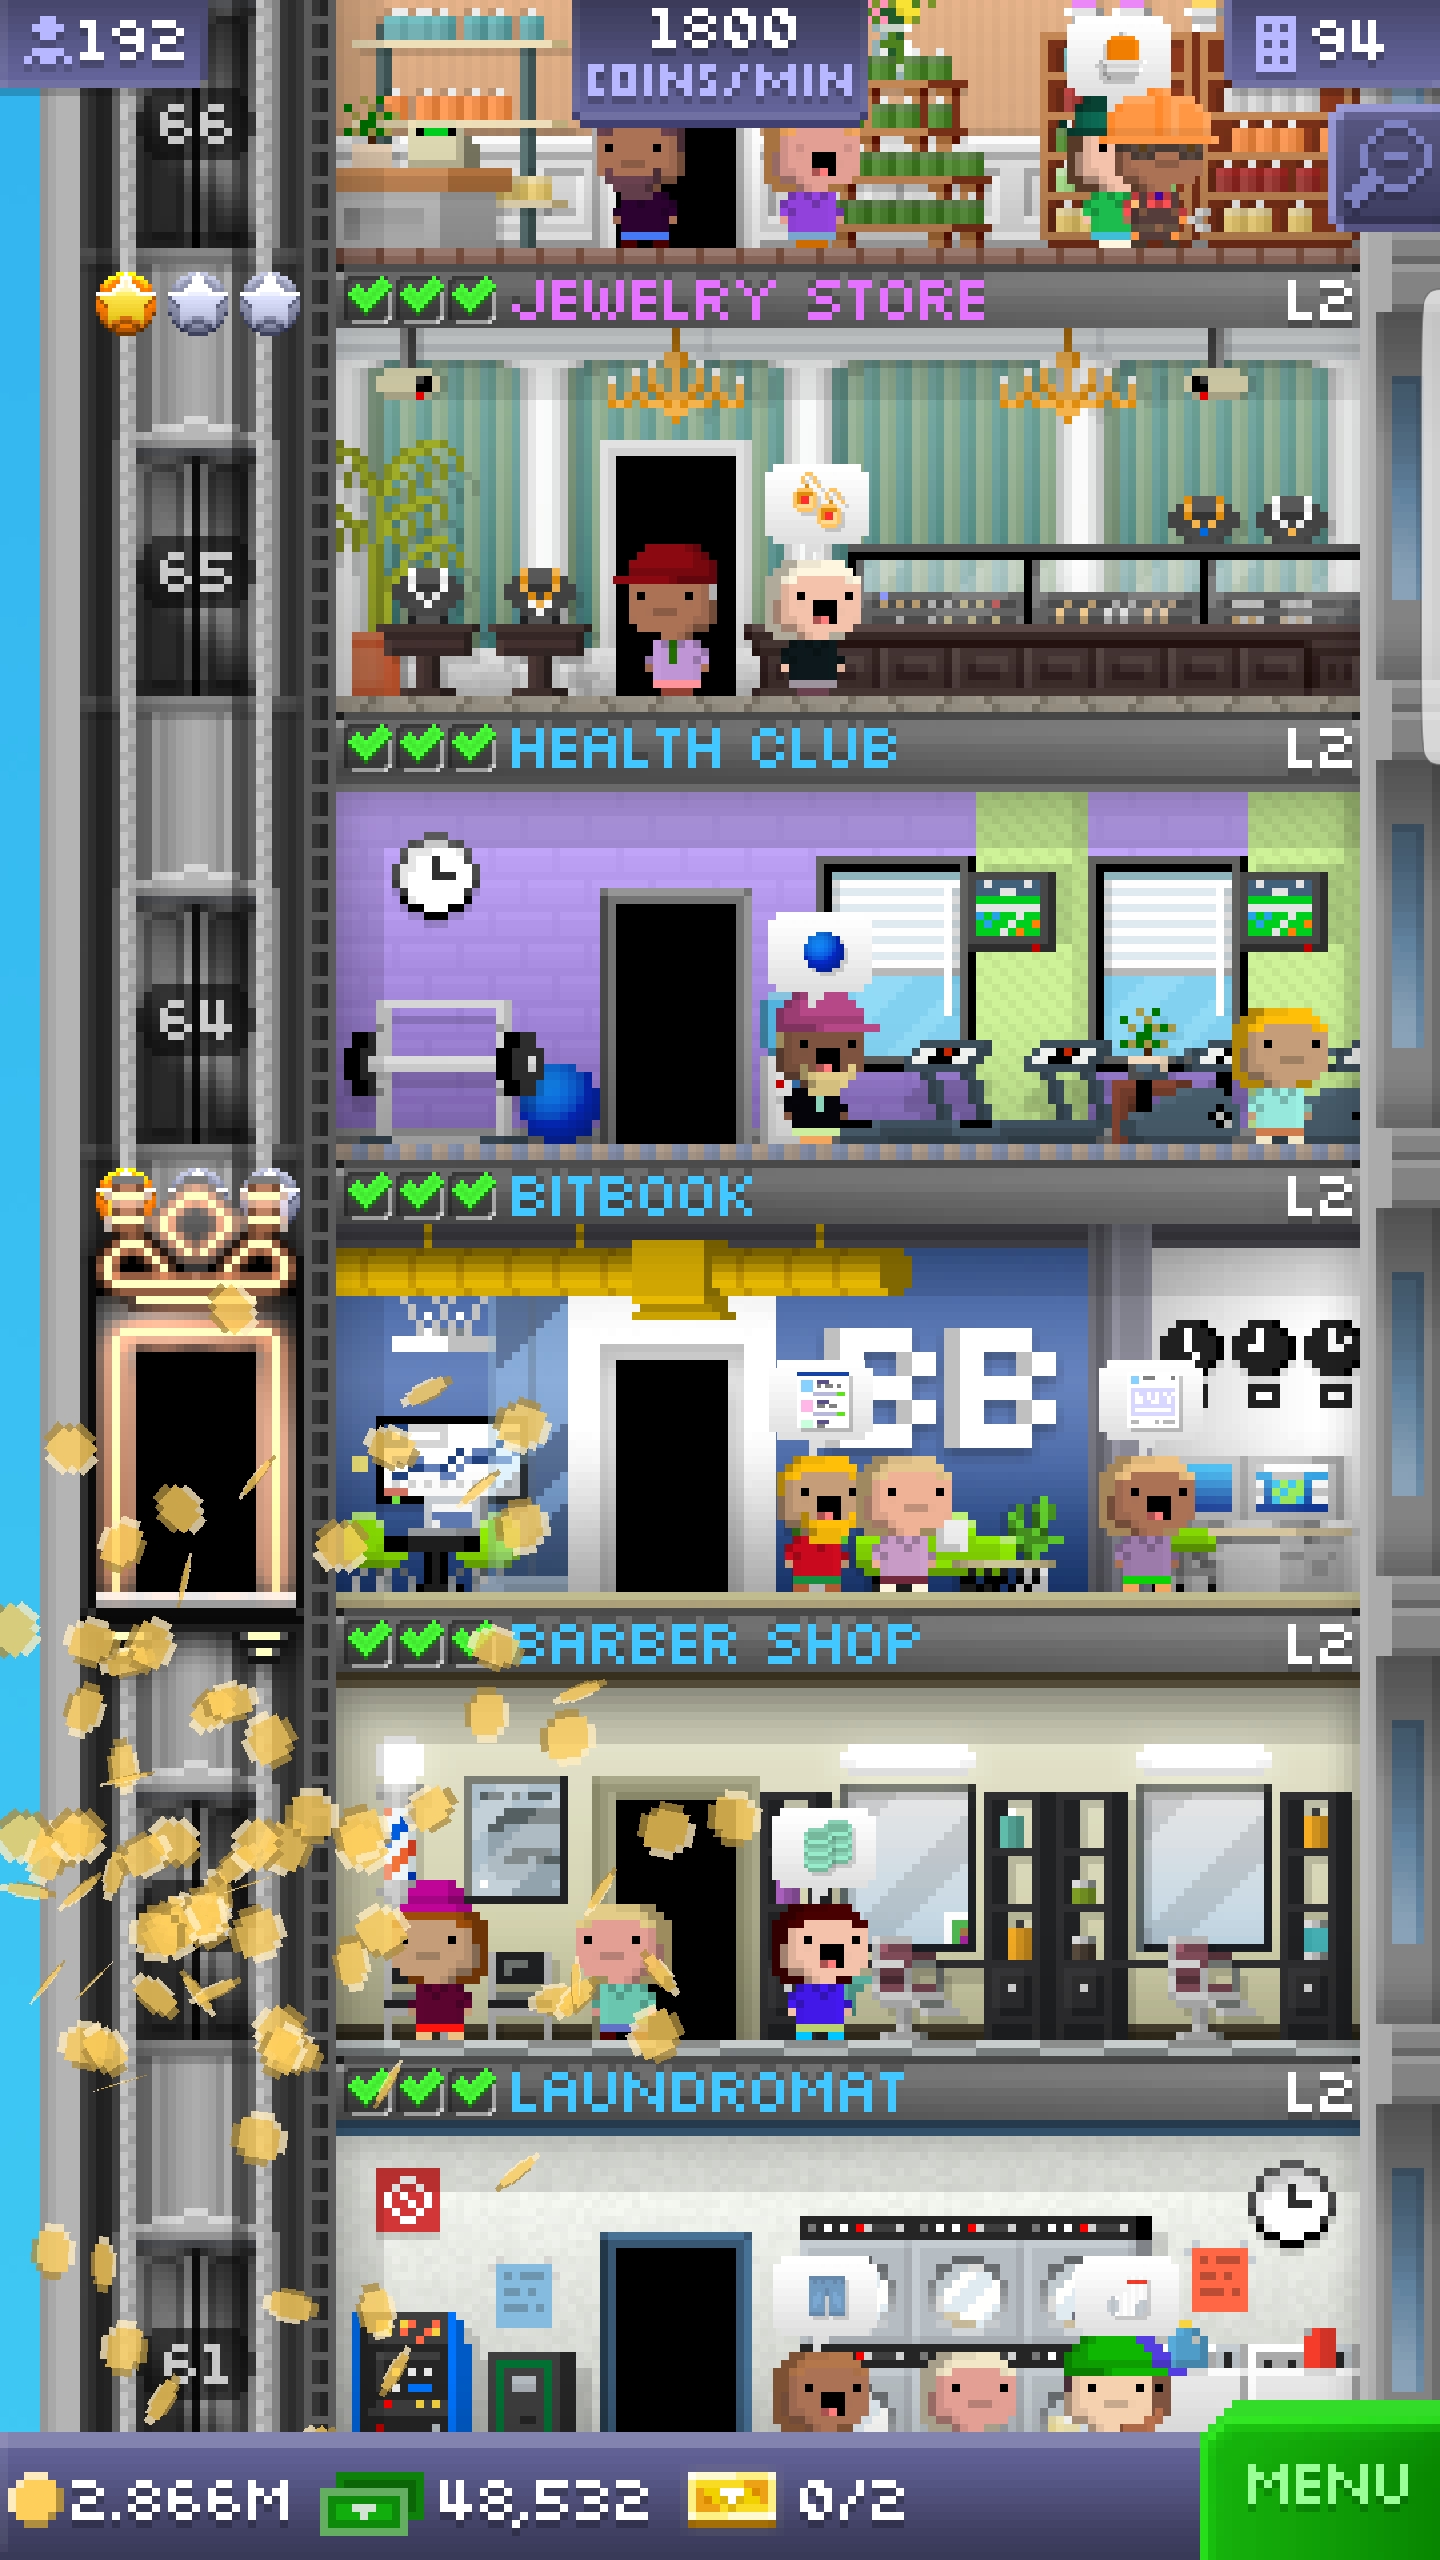 192
1800
COINS/MIN
94
66
JEWELRY STORE L2
65
HEALTH CLUB L2
64
BITBOOK L2
BB
BARBER SHOP L2
LAUNDROMAT L2
61
2.866M 48,532 0/2
MENU